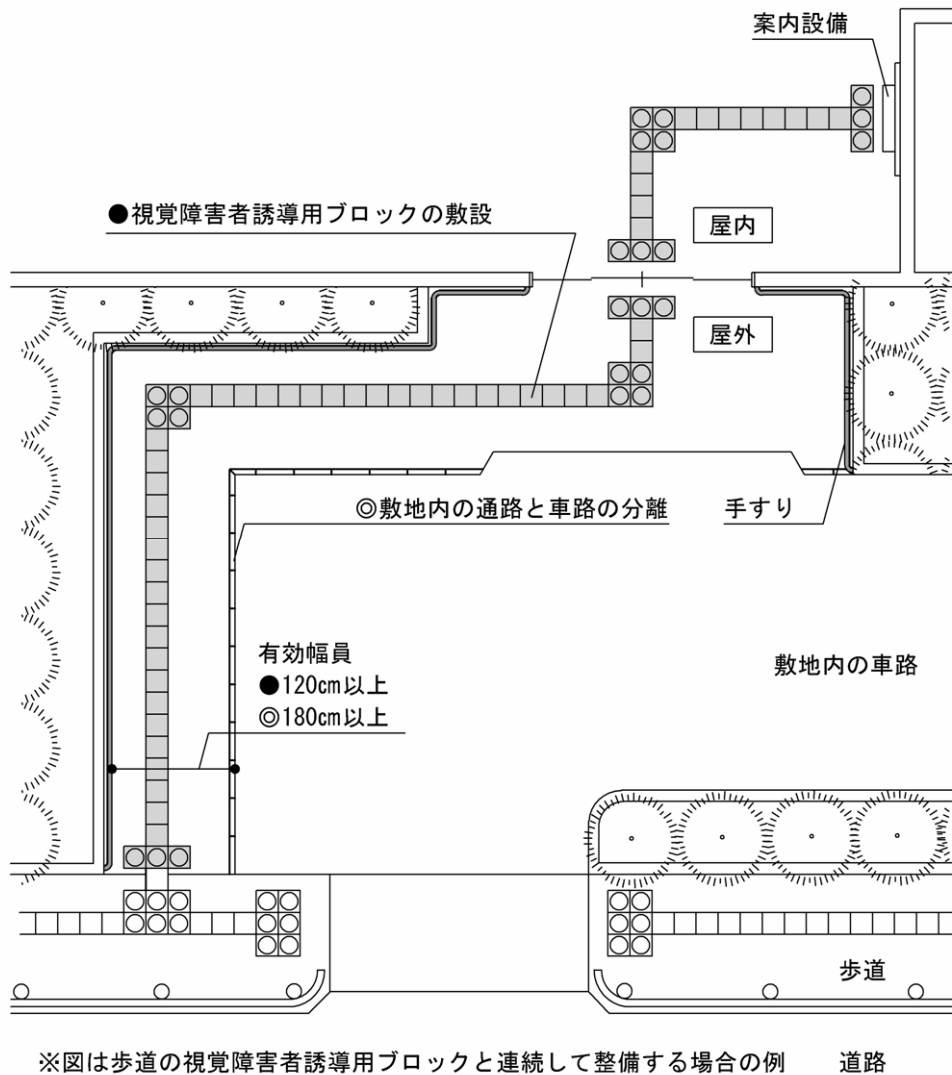 案内設備
●視覚障害者誘導用ブロックの敷設
屋内
屋外
◎敷地内の通路と車路の分離
手すり
有効幅員
●120cm以上
◎180cm以上
敷地内の車路
歩道
※図は歩道の視覚障害者誘導用ブロックと連続して整備する場合の例
道路